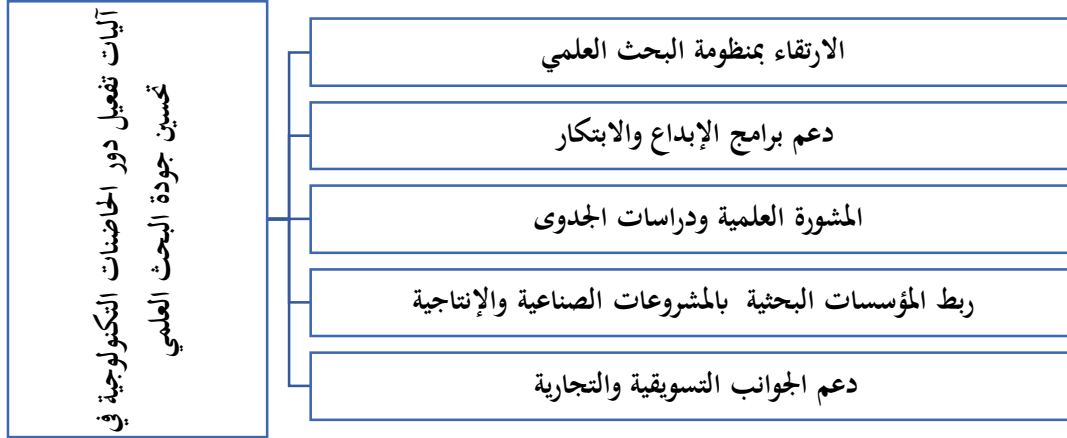 آليات تفعيل دور الحاضنات التكنولوجية في
تحسين جودة البحث العلمي
الارتقاء بمنظومة البحث العلمي
دعم برامج الإبداع والابتكار
المشورة العلمية ودراسات الجدوى
ربط المؤسسات البحثية بالمشروعات الصناعية والإنتاجية
دعم الجوانب التسويقية والتجارية